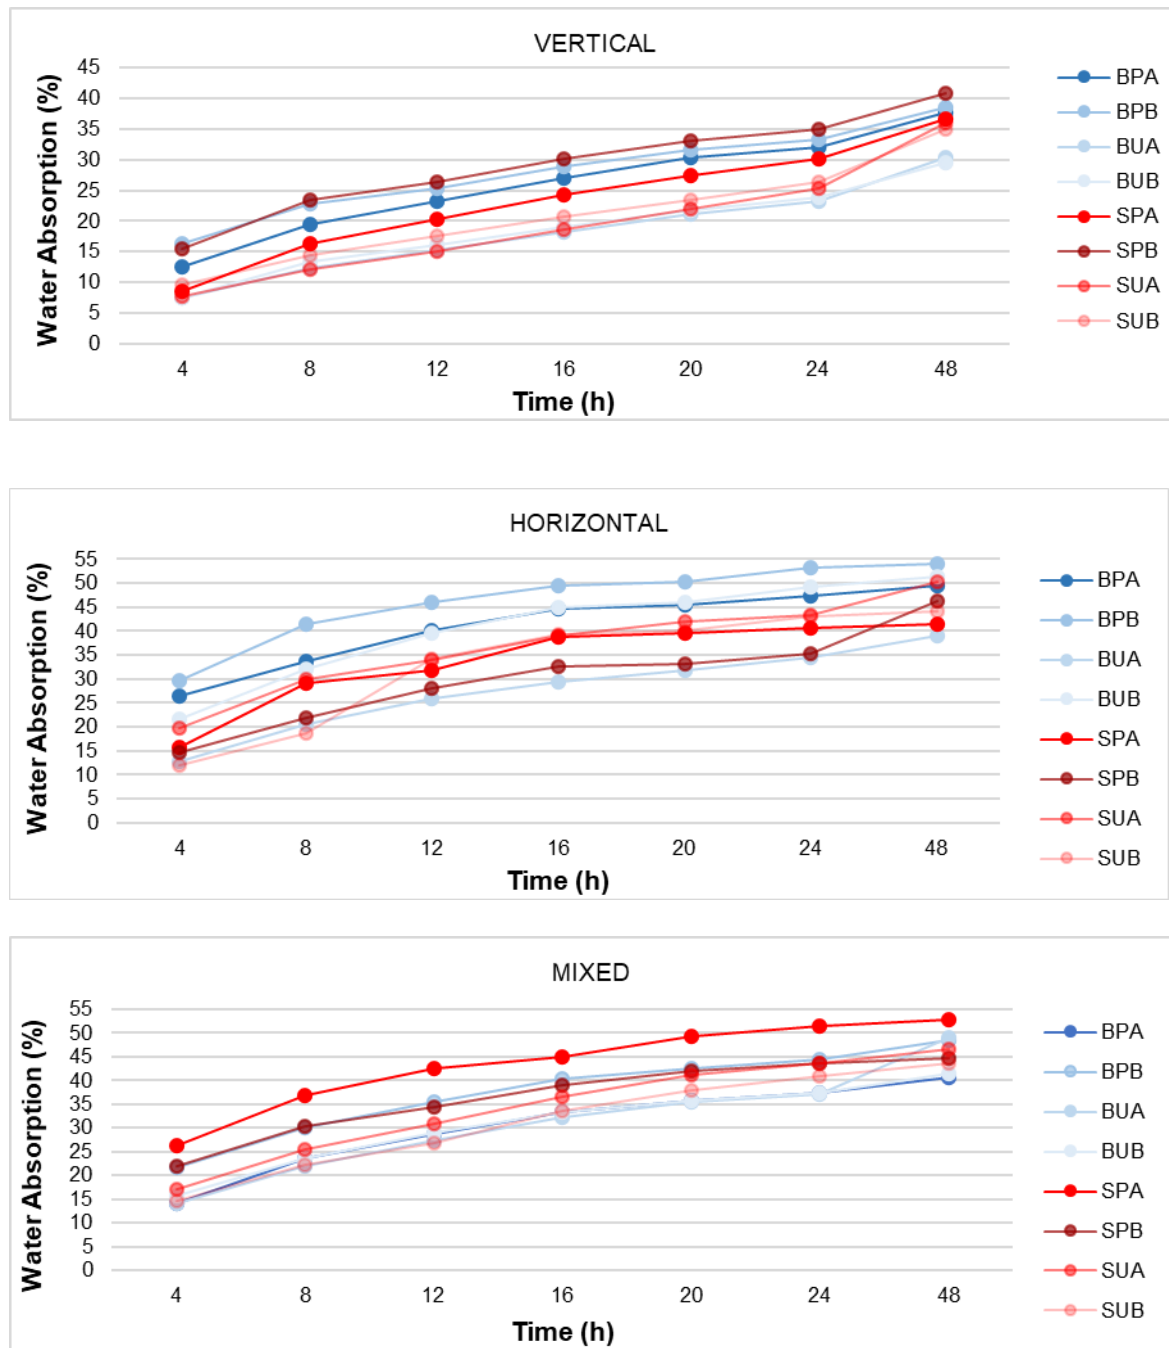 VERTICAL
Water Absorption (%)
45
40
35
30
25
20
15
10
5
0
4 8 12 16 20 24 48
Time (h)
BPA
BPB
BUA
BUB
SPA
SPB
SUA
SUB
HORIZONTAL
Water Absorption (%)
55
50
45
40
35
30
25
20
15
10
5
0
4 8 12 16 20 24 48
Time (h)
BPA
BPB
BUA
BUB
SPA
SPB
SUA
SUB
MIXED
Water Absorption (%)
55
50
45
40
35
30
25
20
15
10
5
0
4 8 12 16 20 24 48
Time (h)
BPA
BPB
BUA
BUB
SPA
SPB
SUA
SUB